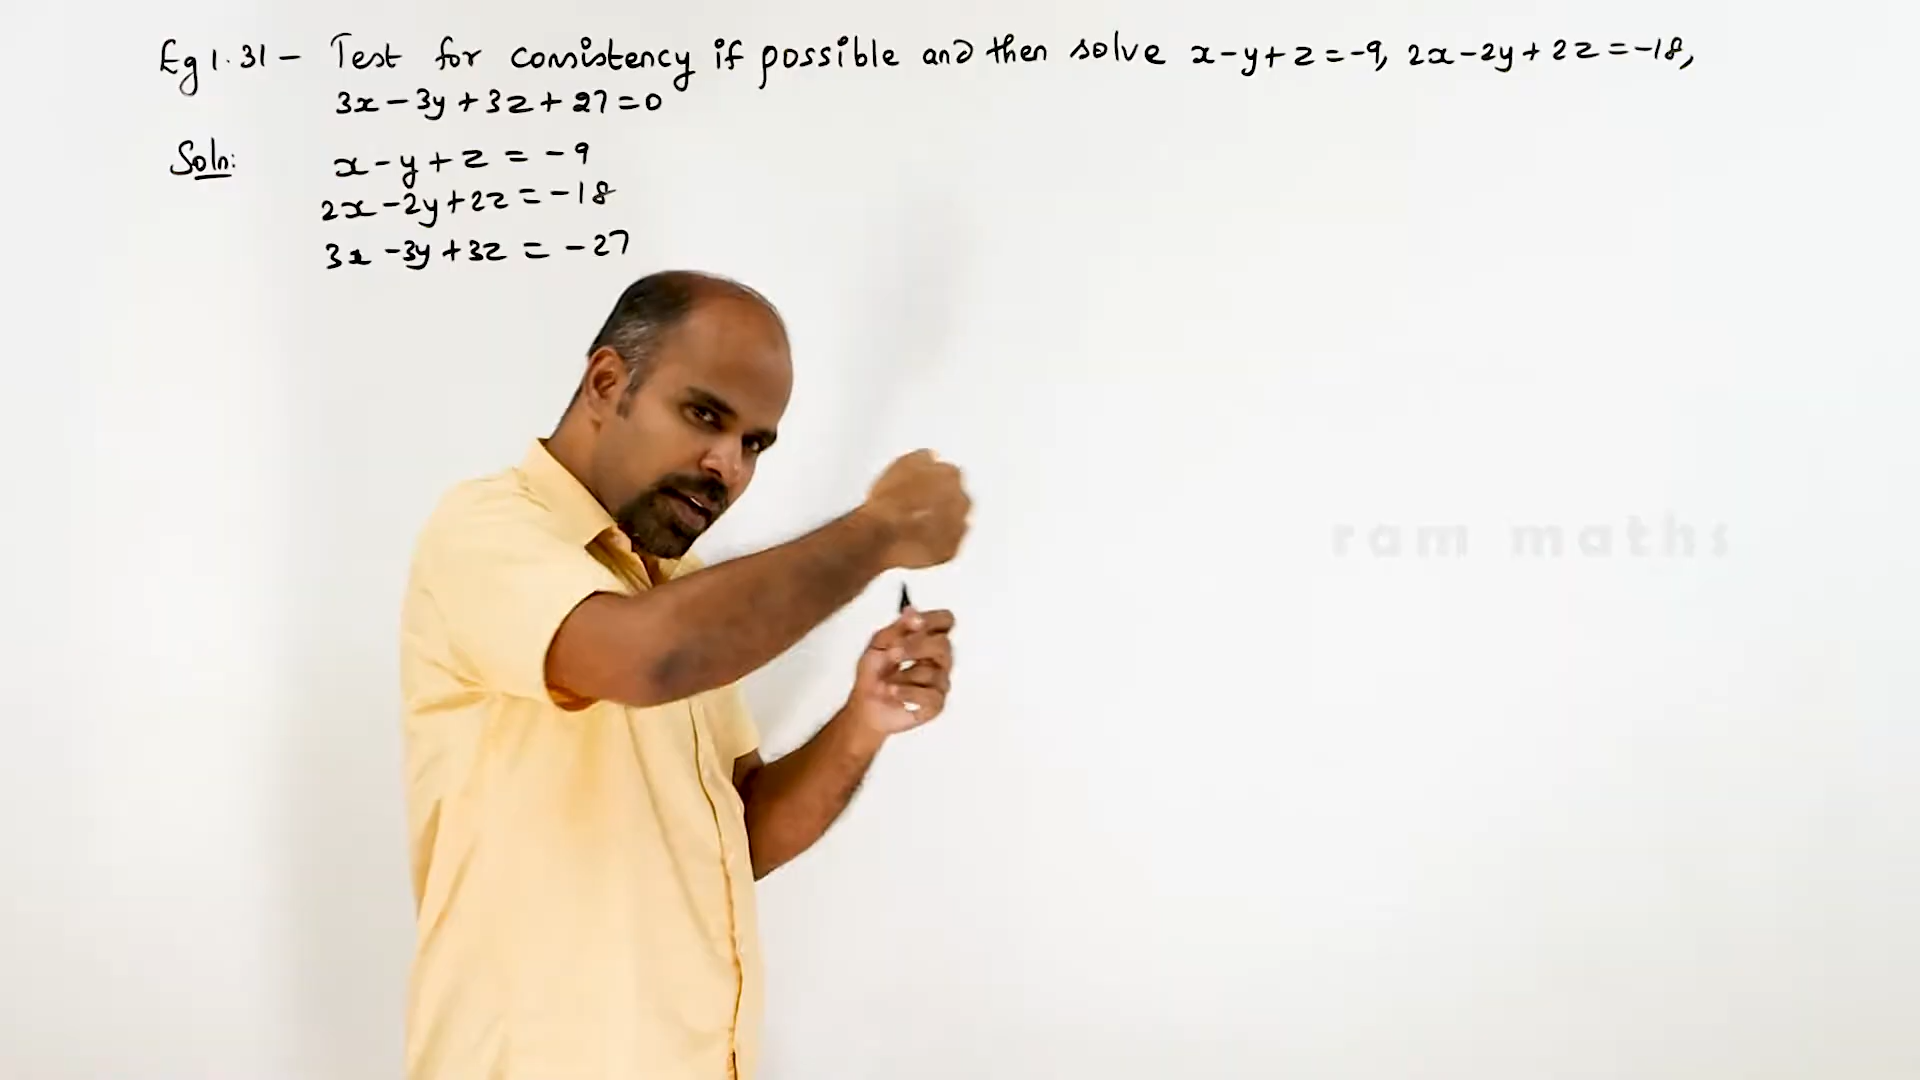 Eg 1.31 - Test for consistency if possible and then solve x-y+z=-9, 2x-2y+2z=-18,
3x-3y+3z+27=0
Soln: x-y+z = -9
2x-2y+2z = -18
3x-3y+3z = -27
ram maths